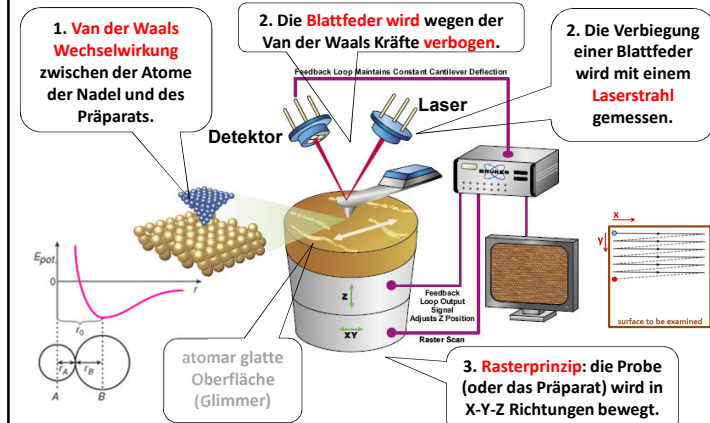 1. Van der Waals
Wechselwirkung
zwischen der Atome
der Nadel und des
Präparats.
2. Die Blattfeder wird wegen der
Van der Waals Kräfte verbogen.
2. Die Verbiegung
einer Blattfeder
wird mit einem
Laserstrahl
gemessen.
Feedback Loop Maintains Constant Cantilever Deflection
Laser
Detektor
BRUKER
x
y
surface to be examined
Epot.
0
r
r0
rA
rB
A
B
Z
XY
Feedback
Loop Output
Signal
Adjusts Z Position
Raster Scan
atomar glatte
Oberfläche
(Glimmer)
3. Rasterprinzip: die Probe
(oder das Präparat) wird in
X-Y-Z Richtungen bewegt.